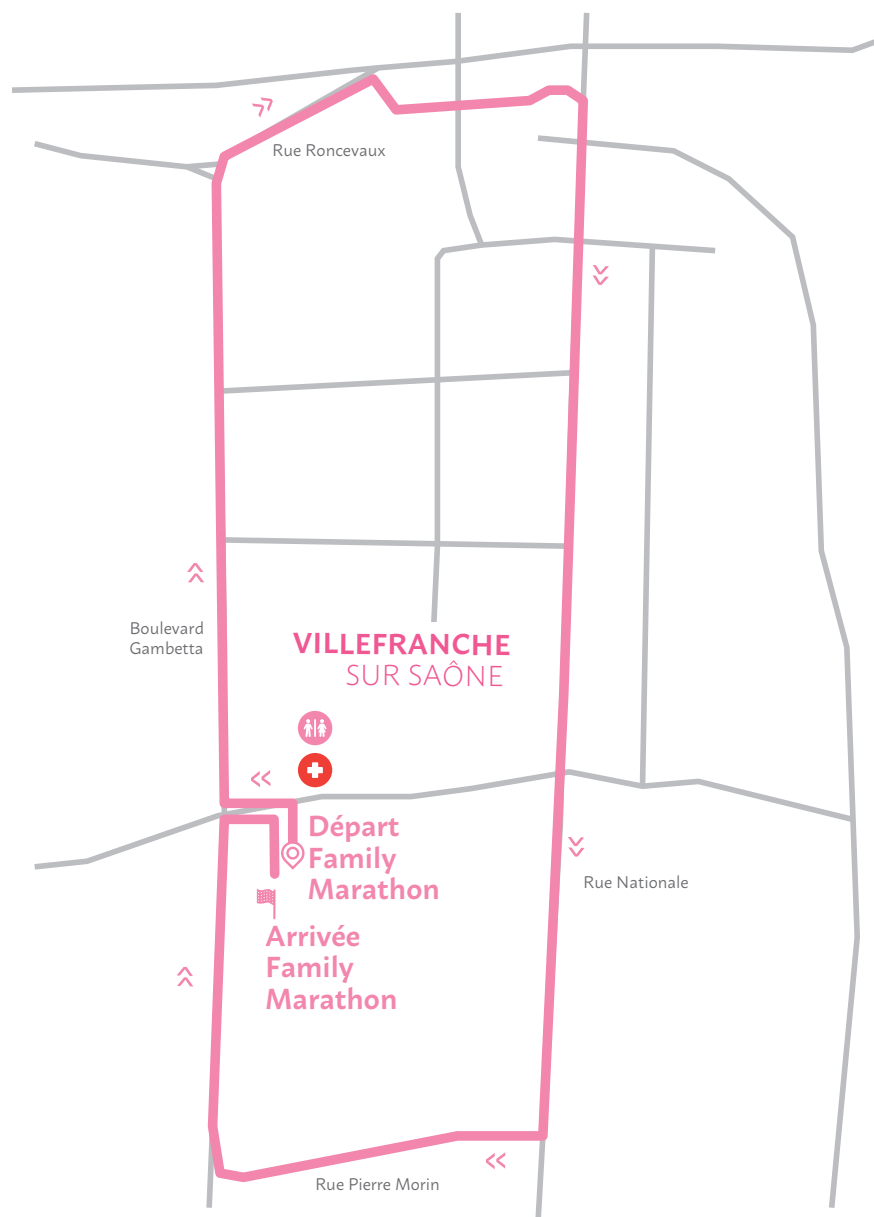 Rue Roncevaux
Boulevard
Gambetta
VILLEFRANCHE
SUR SAÔNE
Départ
Family
Marathon
Rue Nationale
Arrivée
Family
Marathon
Rue Pierre Morin